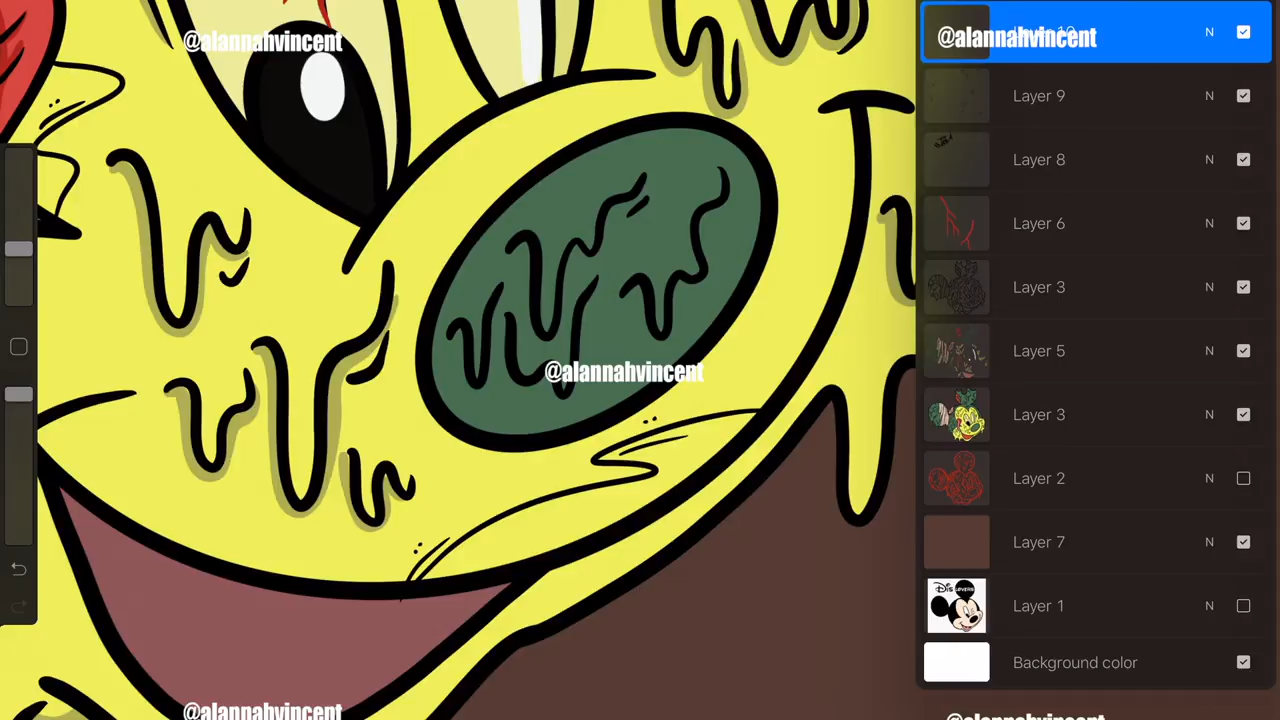 @alannahvincent
@alannahvincent
N
Layer 9
N
Layer 8
N
Layer 6
N
Layer 3
N
Layer 5
N
@alannahvincent
Layer 3
N
Layer 2
N
Layer 7
N
Layer 1
N
Background color
@alannahvincent
@alannahvincent